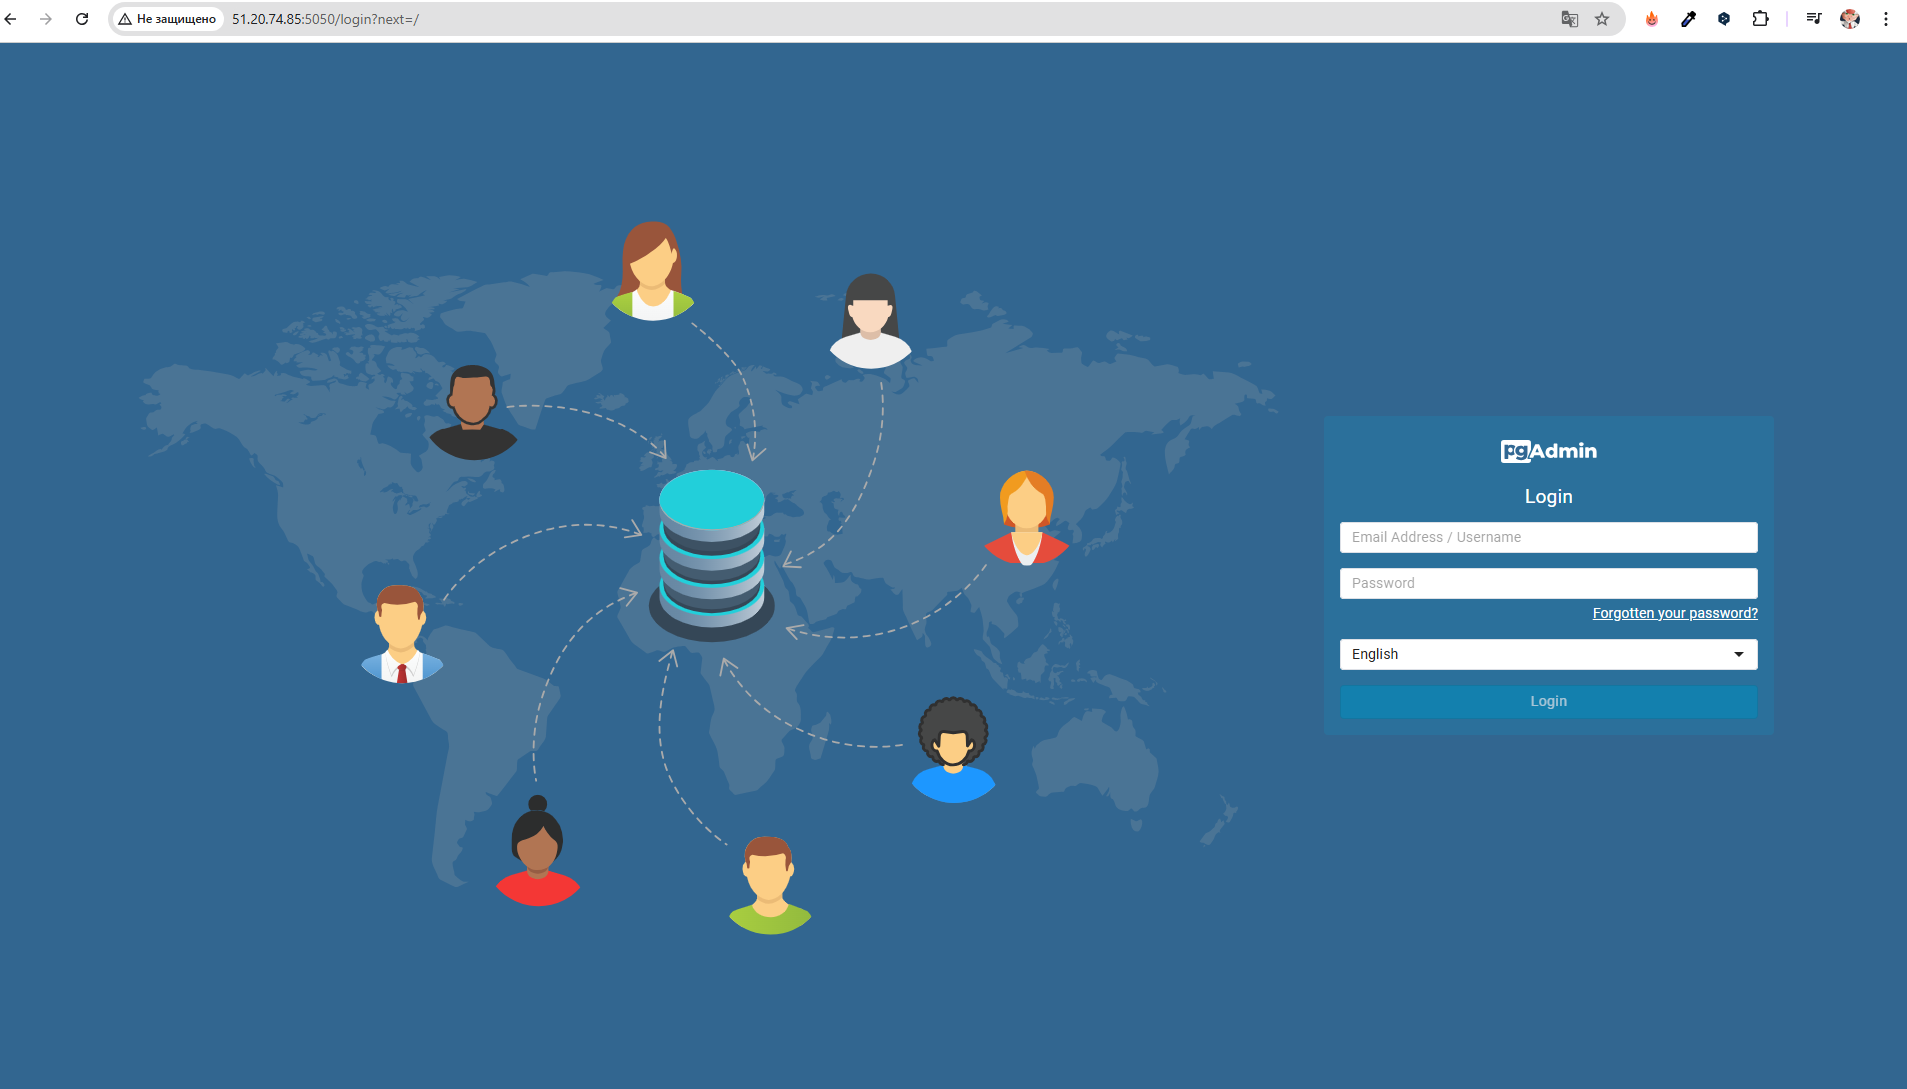 Не защищено 51.20.74.85:5050/login?next=/
pgAdmin
Login
Email Address / Username
Password
Forgotten your password?
English
Login